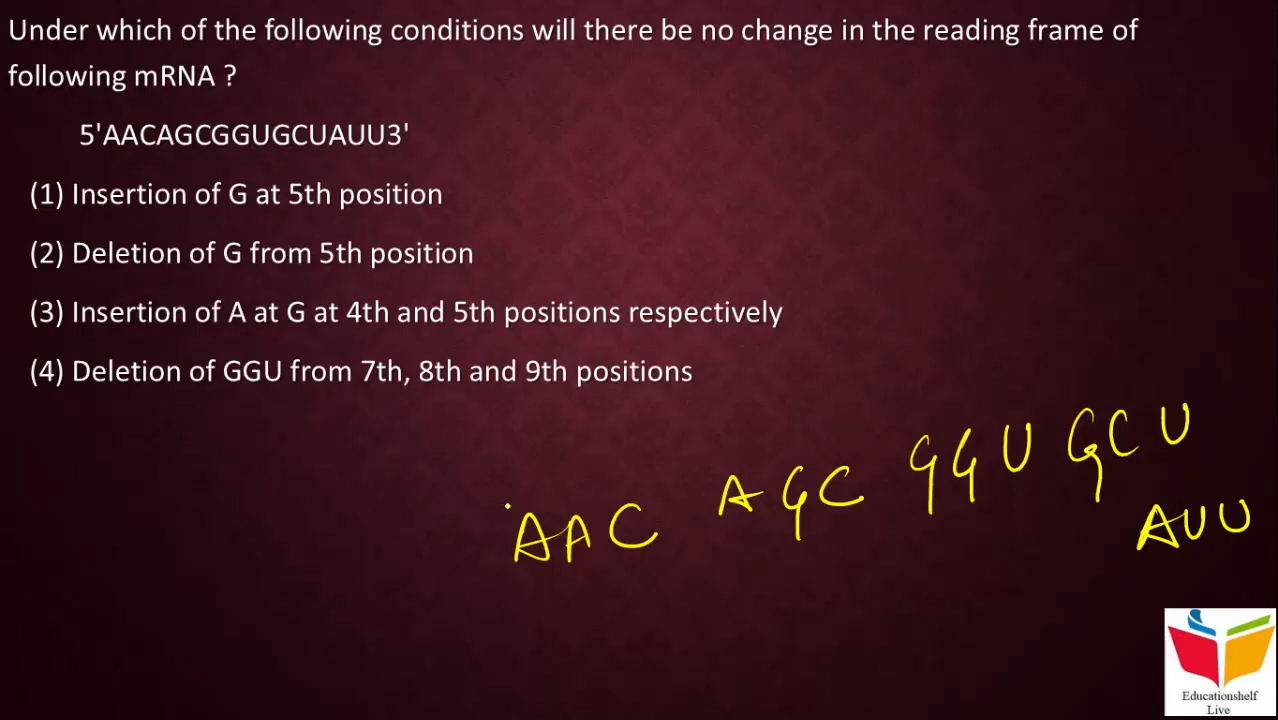 Under which of the following conditions will there be no change in the reading frame of
following mRNA ?
5'AACAGCGGUGCUAUU3'
(1) Insertion of G at 5th position
(2) Deletion of G from 5th position
(3) Insertion of A at G at 4th and 5th positions respectively
(4) Deletion of GGU from 7th, 8th and 9th positions
AAC AGC GGU GCU
AUU
Educationshelf
Live